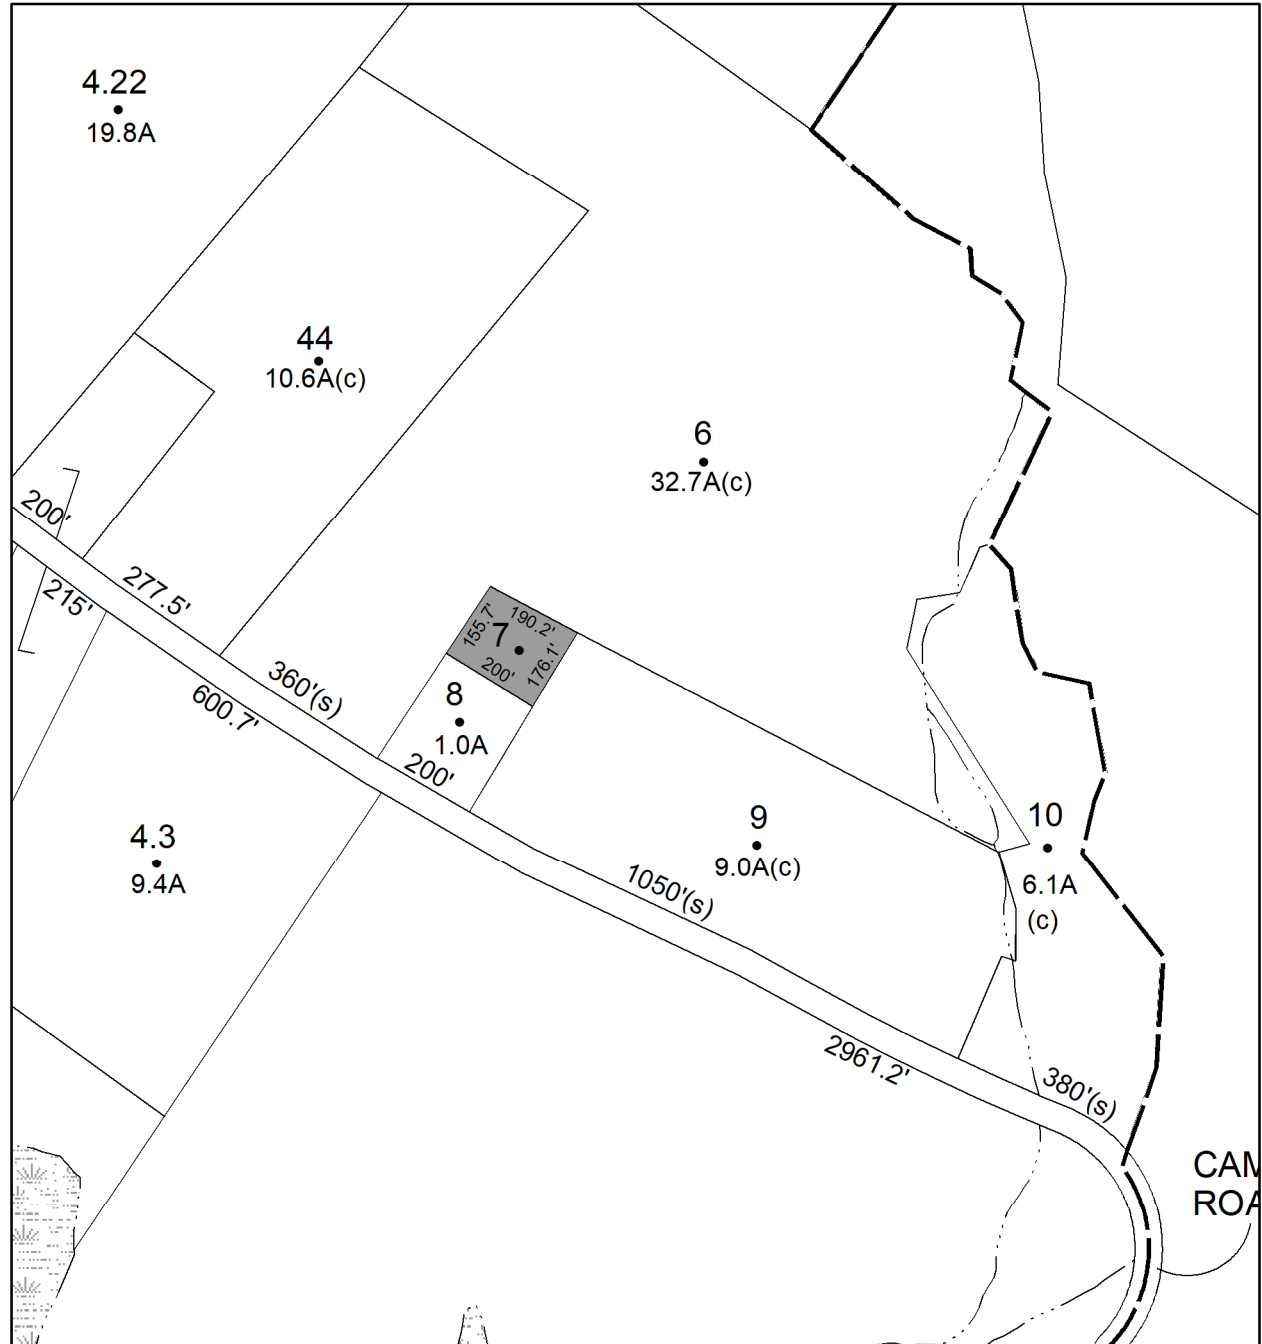 4.22
19.8A
44
10.6A(c)
6
32.7A(c)
200'
215'
277.5'
360'(s)
600.7'
155.7'
190.2'
7
176.1'
200'
8
1.0A
200'
4.3
9.4A
9
9.0A(c)
1050'(s)
10
6.1A
(c)
2961.2'
380'(s)
CAM
ROA